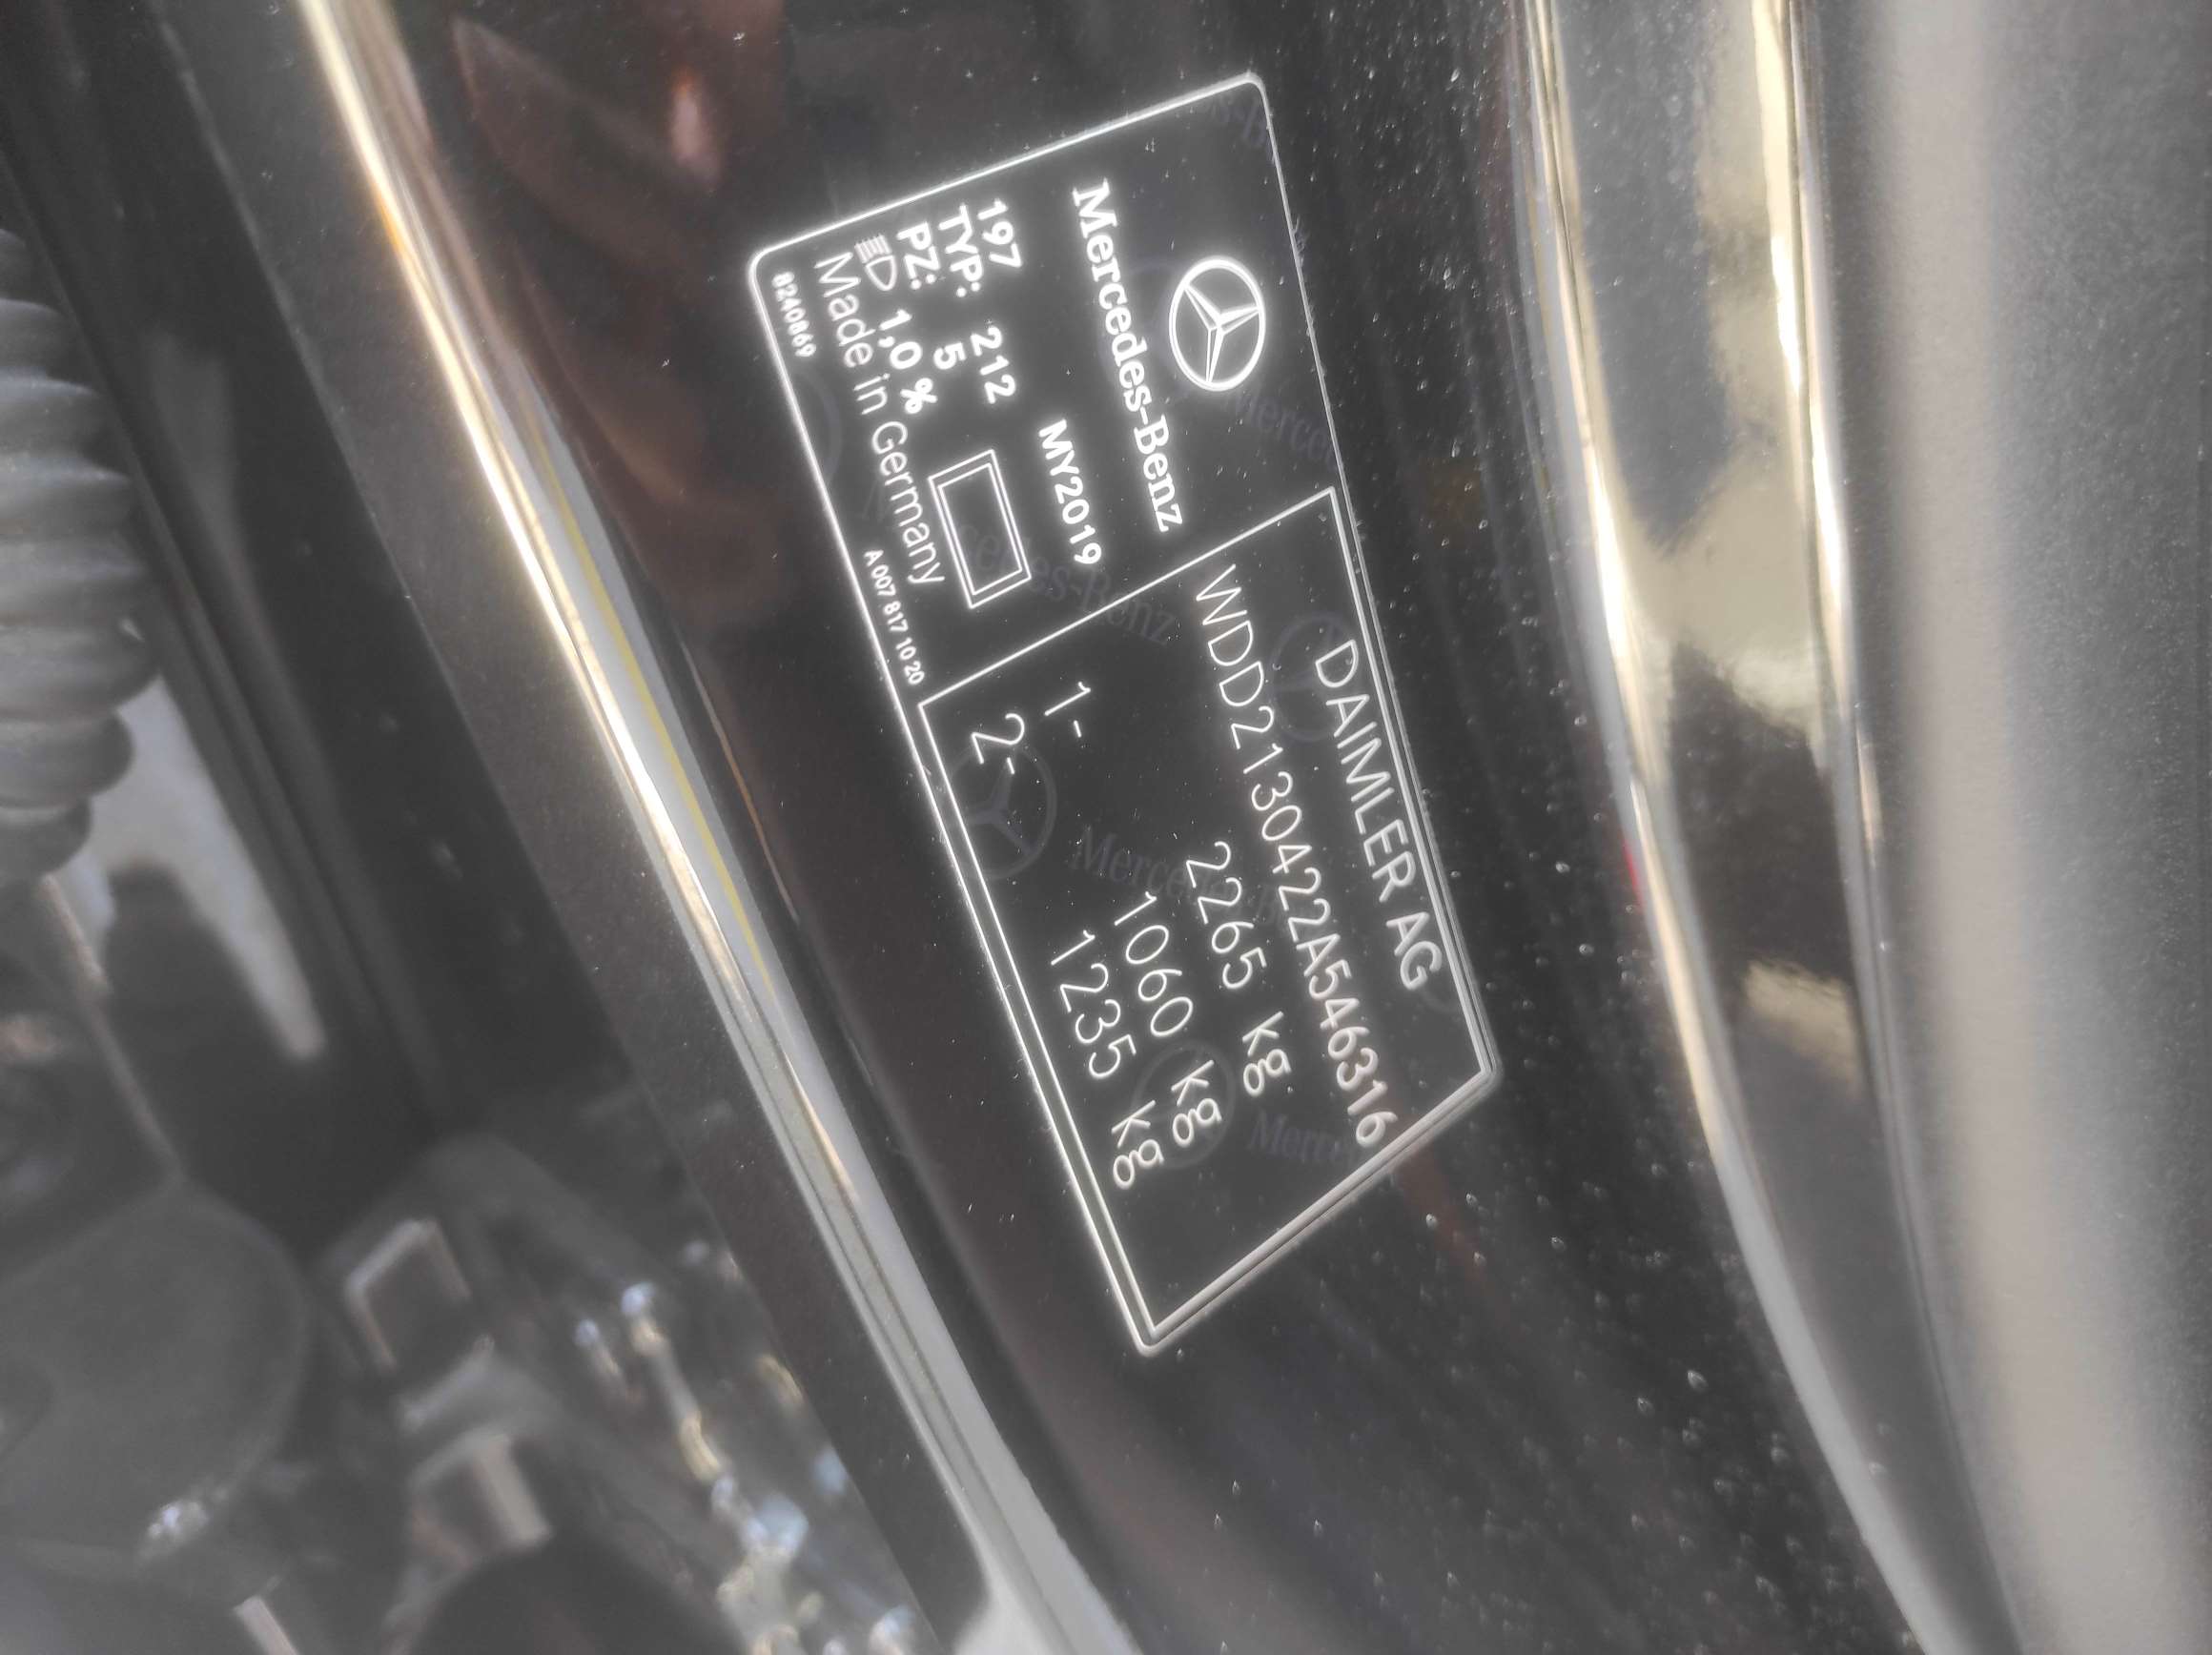 Mercedes-Benz
MY2019
197
TYP: 212
PZ: 5
1,0 %
Made in Germany
8240869
A 007 817 10 20
DAIMLER AG
WDD2130422A546316
2265 kg
1- 1060 kg
2- 1235 kg